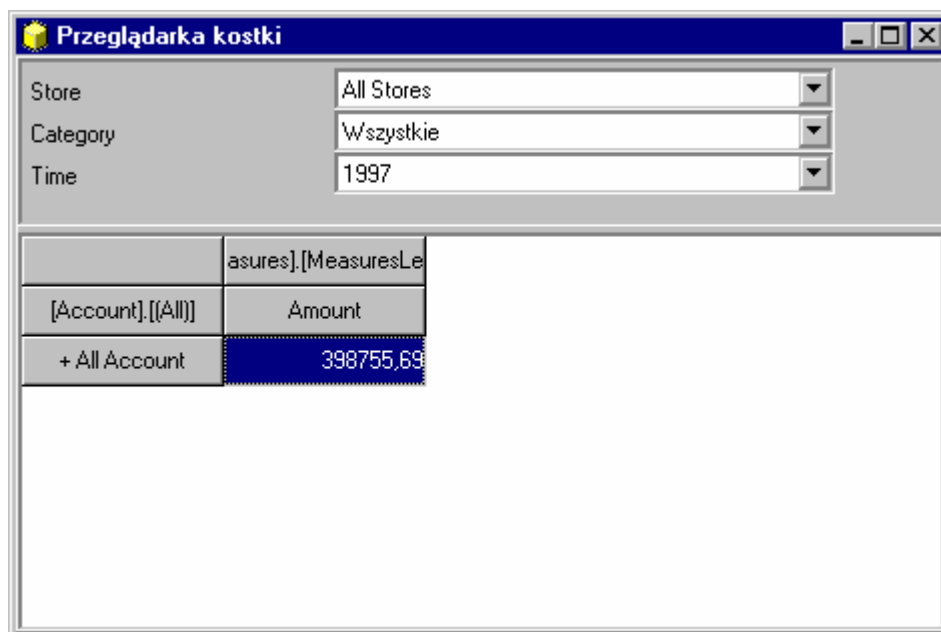 Przeglądarka kostki
Store All Stores
Category Wszystkie
Time 1997
asures].[MeasuresLe
[Account].[(All)] Amount
+ All Account 398755,69